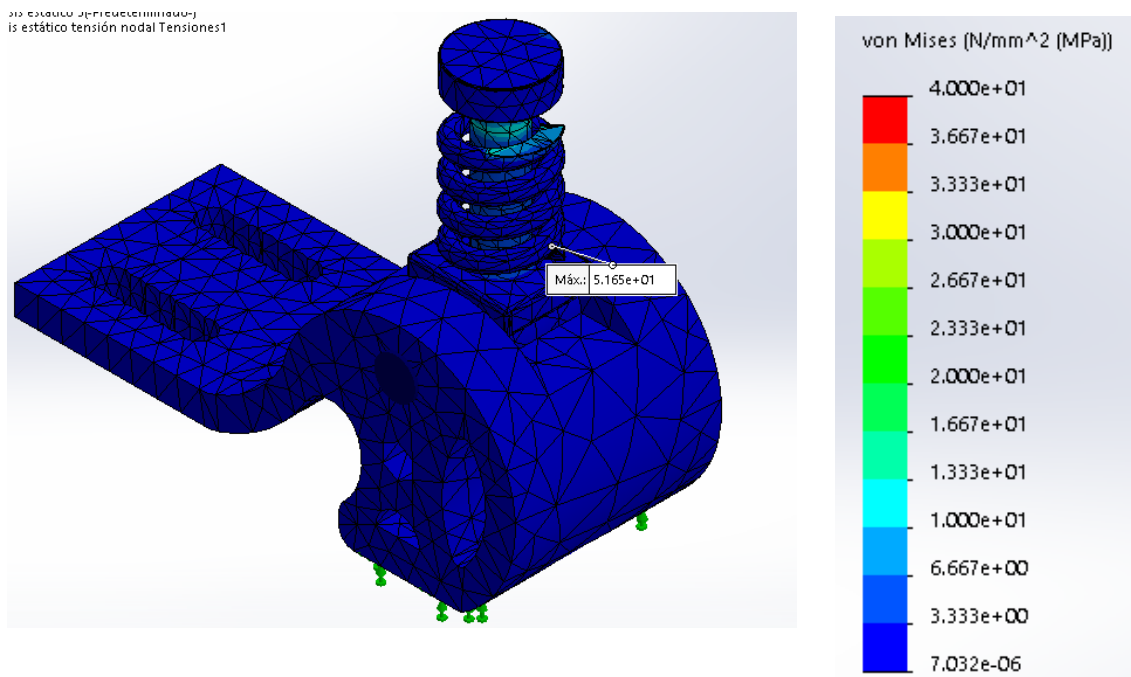 is estático tensión nodal Tensiones1
Máx.: 5.165e+01
von Mises (N/mm^2 (MPa))
4.000e+01
3.667e+01
3.333e+01
3.000e+01
2.667e+01
2.333e+01
2.000e+01
1.667e+01
1.333e+01
1.000e+01
6.667e+00
3.333e+00
7.032e-06